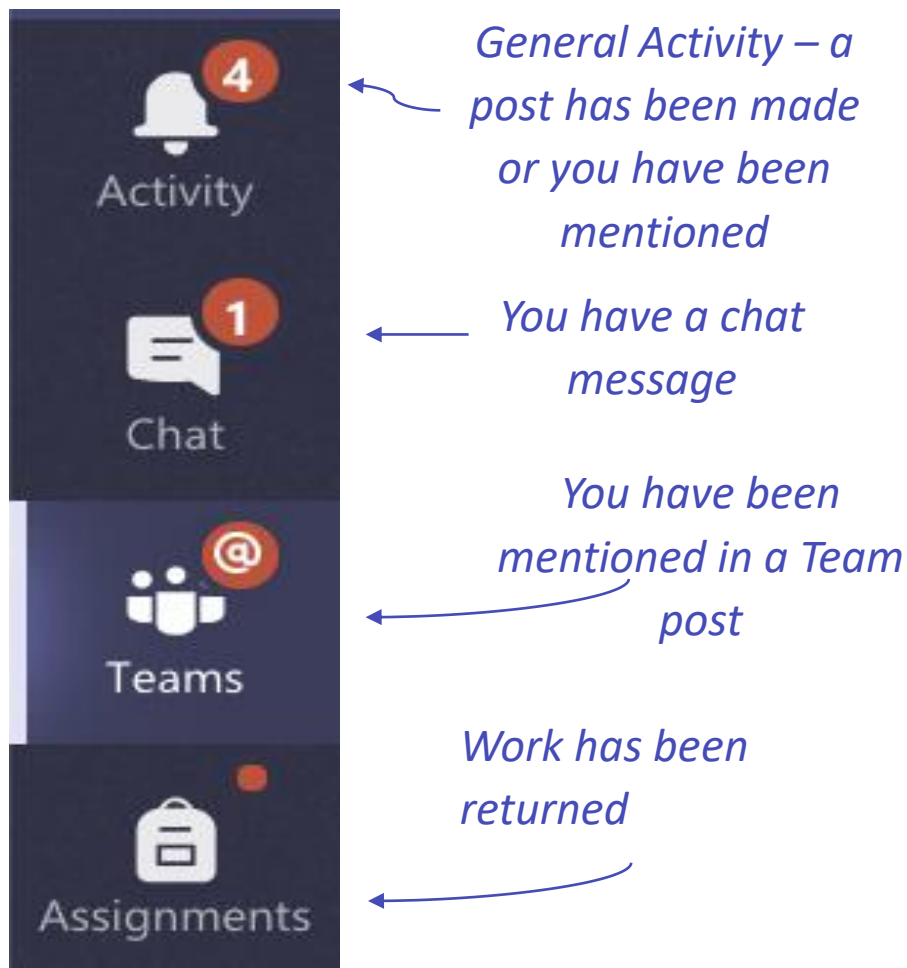 4
Activity
General Activity – a
post has been made
or you have been
mentioned
1
Chat
You have a chat
message
@
Teams
You have been
mentioned in a Team
post
Assignments
Work has been
returned